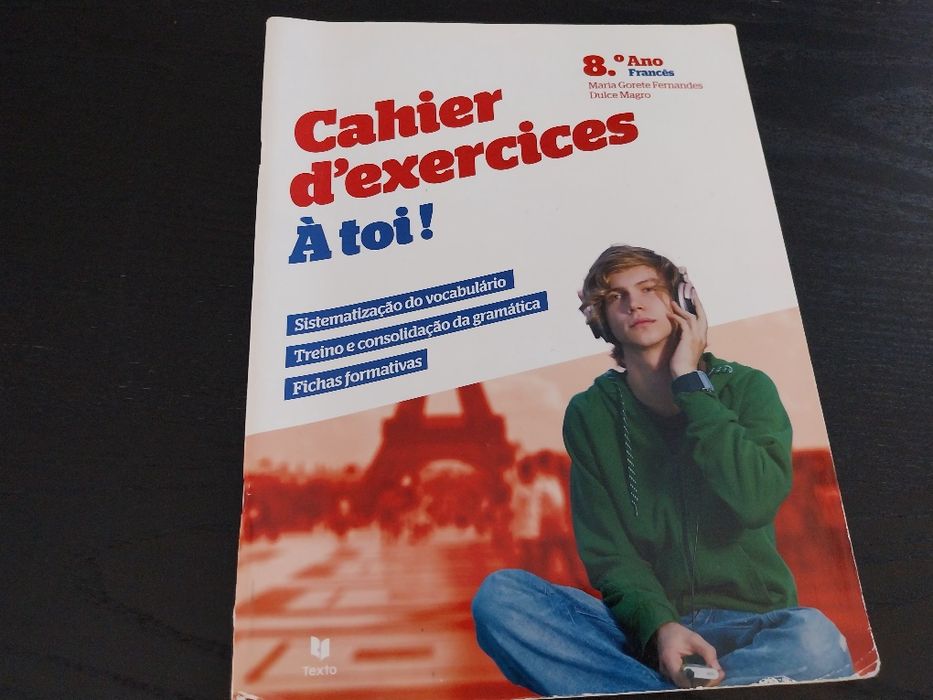 8.º Ano
Francês
Maria Gorete Fernandes
Dulce Magro
Cahier
d'exercices
À toi!
Sistematização do vocabulário
Treino e consolidação da gramática
Fichas formativas
Texto